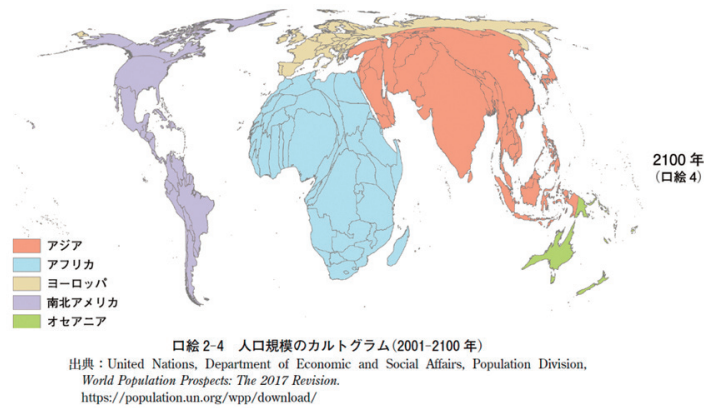 2100 年
(口絵 4)
アジア
アフリカ
ヨーロッパ
南北アメリカ
オセアニア
口絵 2-4 人口規模のカルトグラム(2001-2100 年)
出典：United Nations, Department of Economic and Social Affairs, Population Division,
World Population Prospects: The 2017 Revision.
https://population.un.org/wpp/download/